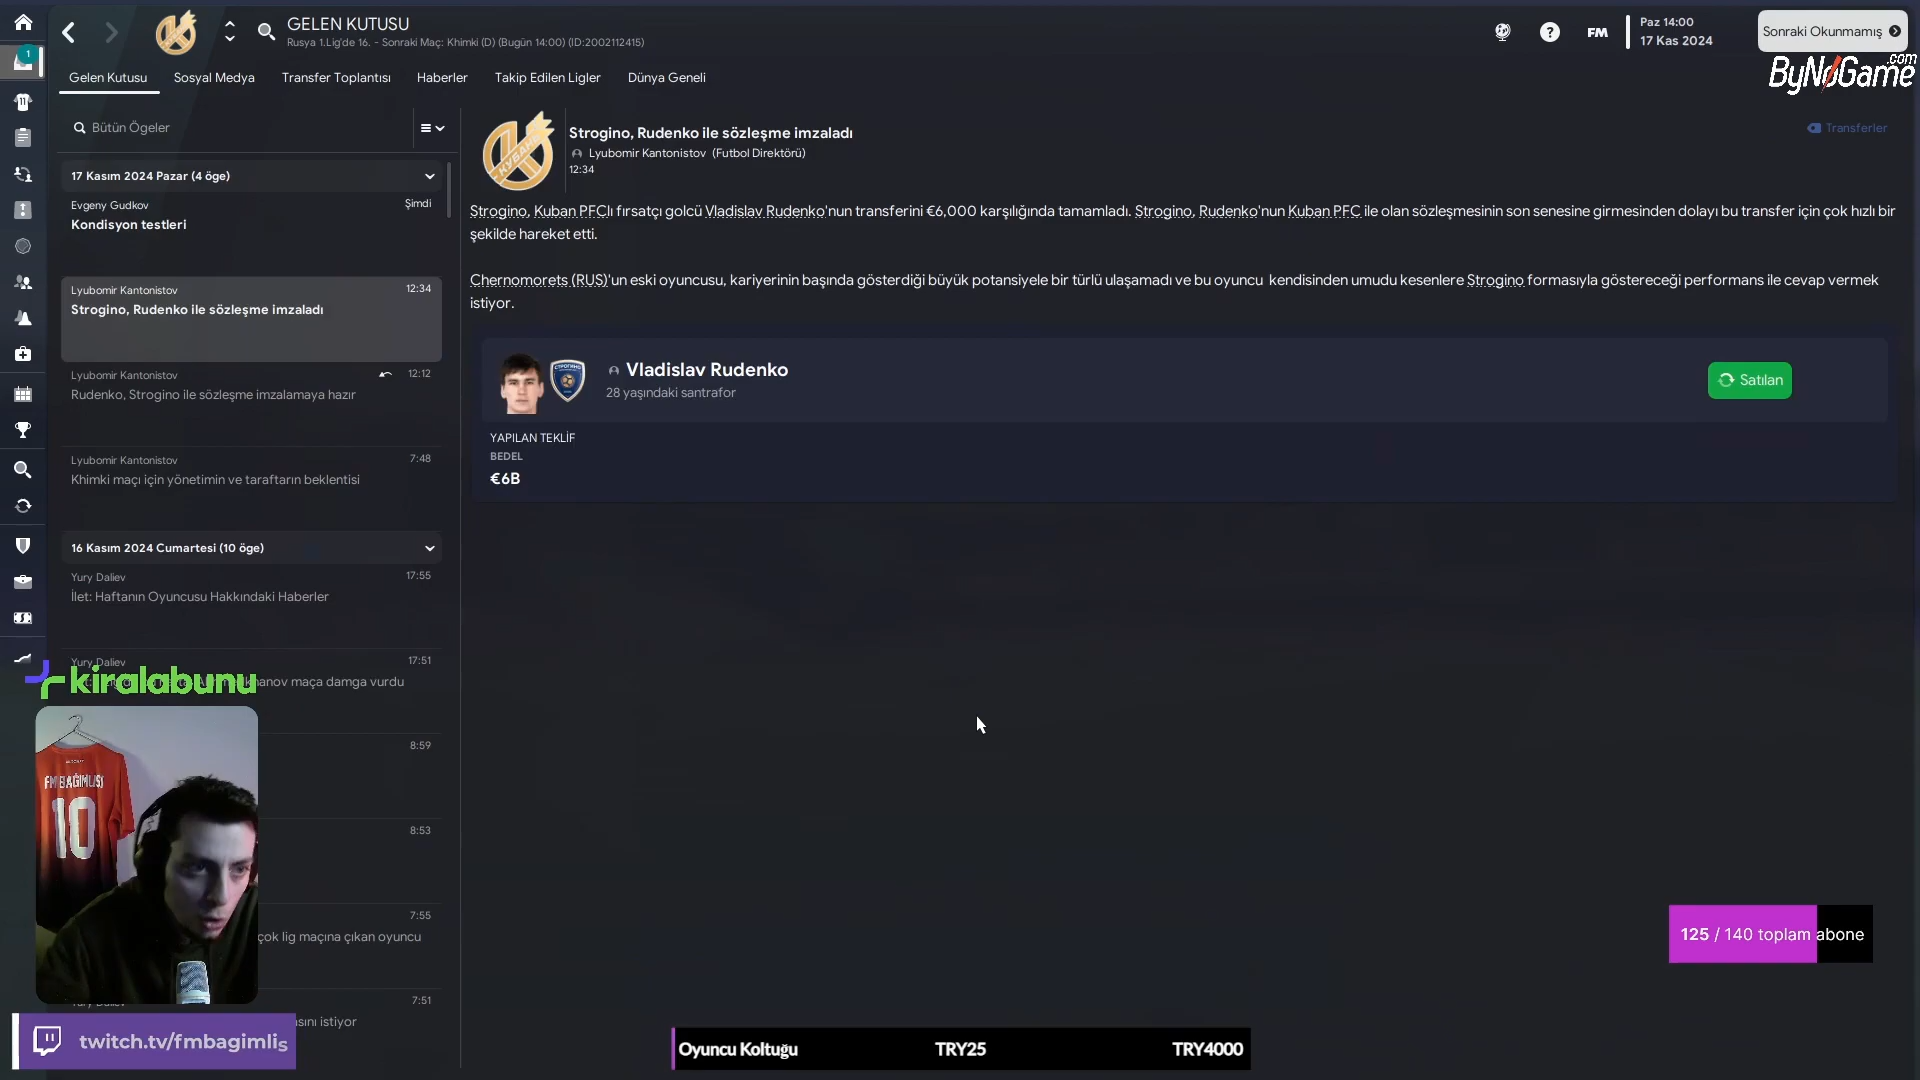 GELEN KUTUSU
Rusya 1.Lig'de 16. - Sonraki Maç: Khimki (D) (Bugün 14:00) (ID:2002112415)
FM
Paz 14:00
17 Kas 2024
Sonraki Okunmamış
ByNoGame.com
1
Gelen Kutusu
Sosyal Medya
Transfer Toplantısı
Haberler
Takip Edilen Ligler
Dünya Geneli
Bütün Ögeler
17 Kasım 2024 Pazar (4 öge)
Evgeny Gudkov
Şimdi
Kondisyon testleri
Lyubomir Kantonistov
12:34
Strogino, Rudenko ile sözleşme imzaladı
Lyubomir Kantonistov
12:12
Rudenko, Strogino ile sözleşme imzalamaya hazır
Lyubomir Kantonistov
7:48
Khimki maçı için yönetimin ve taraftarın beklentisi
16 Kasım 2024 Cumartesi (10 öge)
Yury Daliev
17:55
İlet: Haftanın Oyuncusu Hakkındaki Haberler
Yury Daliev
17:51
maça damga vurdu
kiralabunu
8:59
8:53
7:55
çok lig maçına çıkan oyuncu
7:51
istiyor
FM BAĞIMLISI
10
twitch.tv/fmbagimlis
КУБАНЬ
Strogino, Rudenko ile sözleşme imzaladı
Lyubomir Kantonistov (Futbol Direktörü)
12:34
Transferler
Strogino, Kuban PFC'li fırsatçı golcü Vladislav Rudenko'nun transferini €6,000 karşılığında tamamladı. Strogino, Rudenko'nun Kuban PFC ile olan sözleşmesinin son senesine girmesinden dolayı bu transfer için çok hızlı bir
şekilde hareket etti.
Chernomorets (RUS)'un eski oyuncusu, kariyerinin başında gösterdiği büyük potansiyele bir türlü ulaşamadı ve bu oyuncu kendisinden umudu kesenlere Strogino formasıyla göstereceği performans ile cevap vermek
istiyor.
СТРОГИНО
Vladislav Rudenko
28 yaşındaki santrafor
Satılan
YAPILAN TEKLİF
BEDEL
€6B
125 / 140 toplam abone
Oyuncu Koltuğu
TRY25
TRY4000